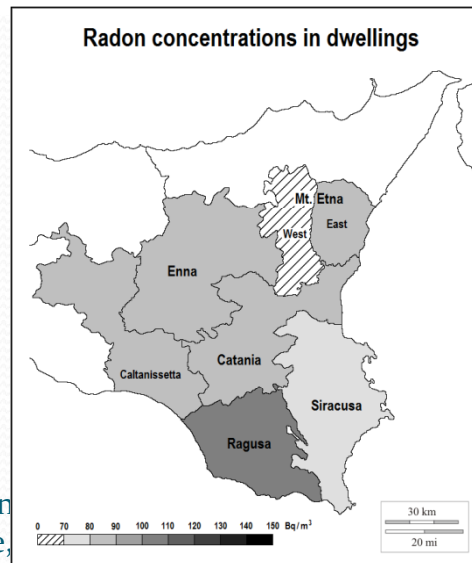 Radon concentrations in dwellings
Mt. Etna
West
East
Enna
Catania
Caltanissetta
Siracusa
Ragusa
0 70 80 90 100 110 120 130 140 150 Bq/m³
30 km
20 mi